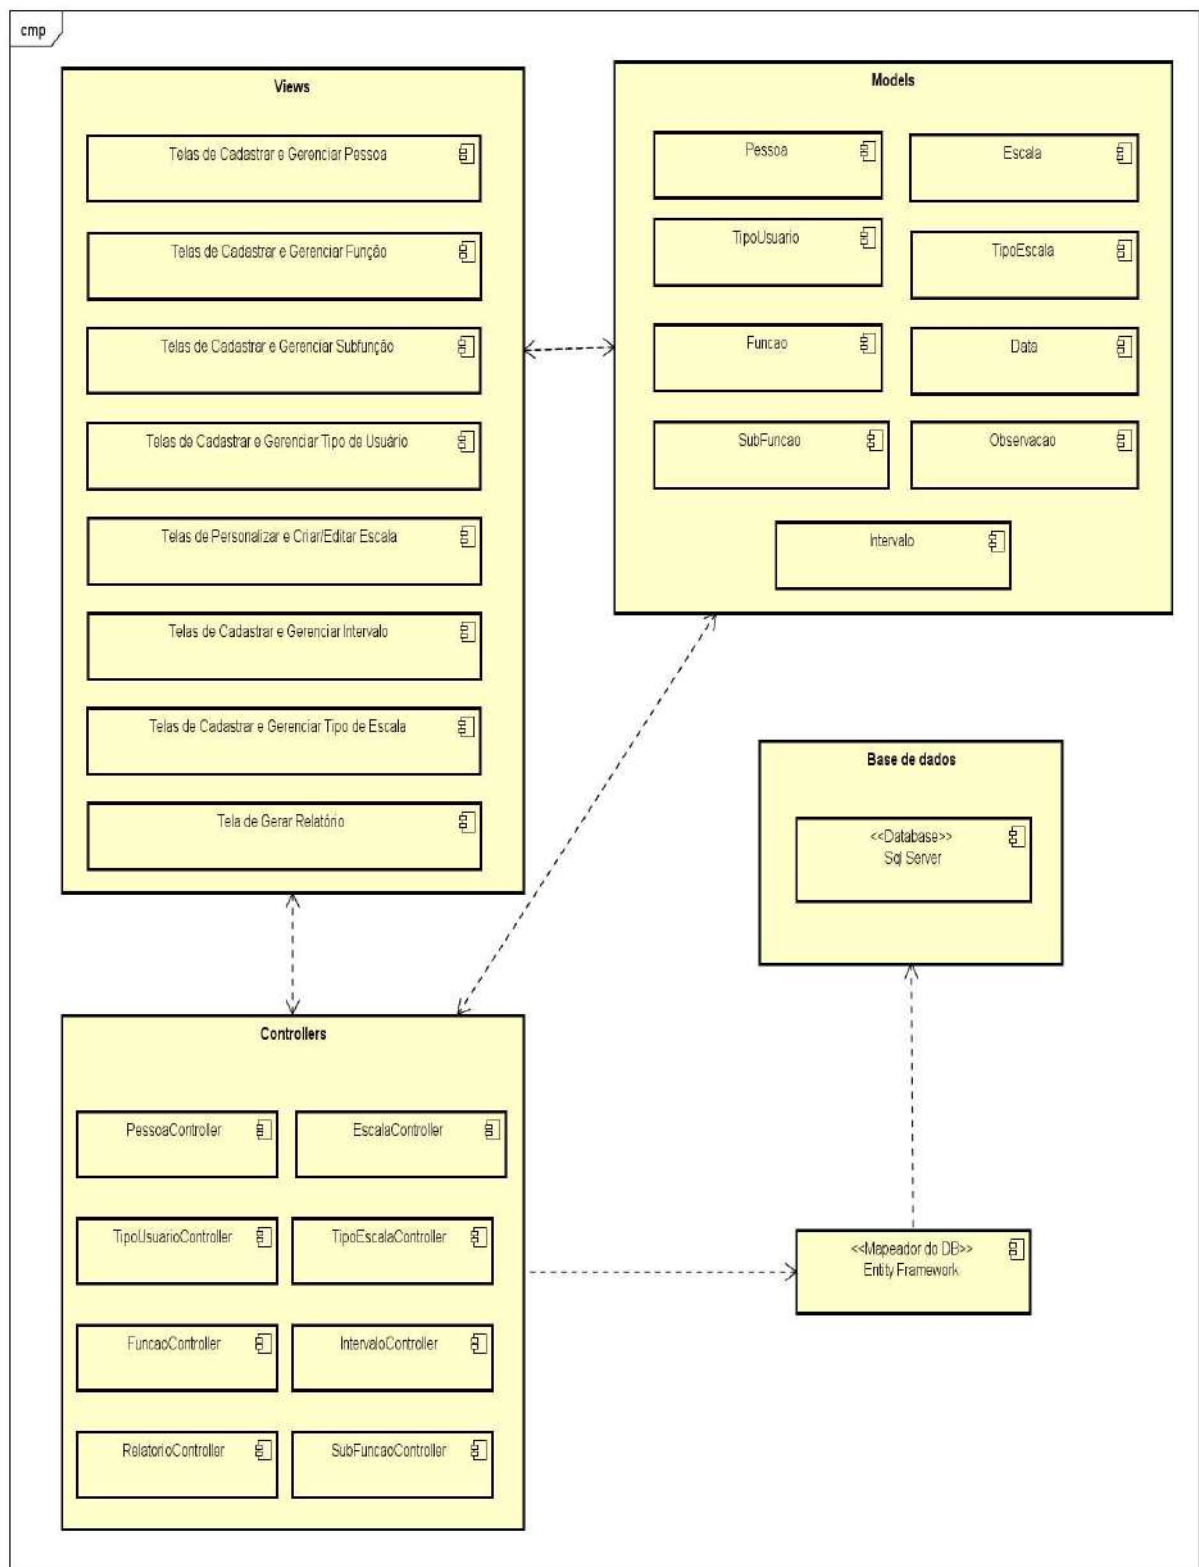 cmp
Views
Telas de Cadastrar e Gerenciar Pessoa
Telas de Cadastrar e Gerenciar Função
Telas de Cadastrar e Gerenciar Subfunção
Telas de Cadastrar e Gerenciar Tipo de Usuário
Telas de Personalizar e Criar/Editar Escala
Telas de Cadastrar e Gerenciar Intervalo
Telas de Cadastrar e Gerenciar Tipo de Escala
Tela de Gerar Relatório
Models
Pessoa
Escala
TipoUsuario
TipoEscala
Funcao
Data
SubFuncao
Observacao
Intervalo
Base de dados
<<Database>>
Sql Server
Controllers
PessoaController
EscalaController
TipoUsuarioController
TipoEscalaController
FuncaoController
IntervaloController
RelatorioController
SubFuncaoController
<<Mapeador do DB>>
Entity Framework